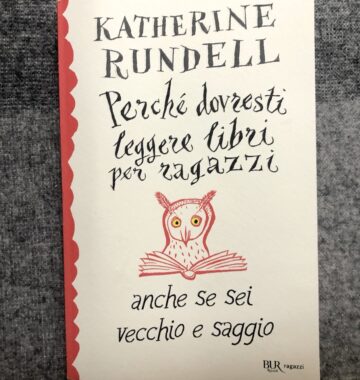 KATHERINE
RUNDELL
Perché dovresti
leggere libri
per ragazzi
anche se sei
vecchio e saggio
BUR ragazzi